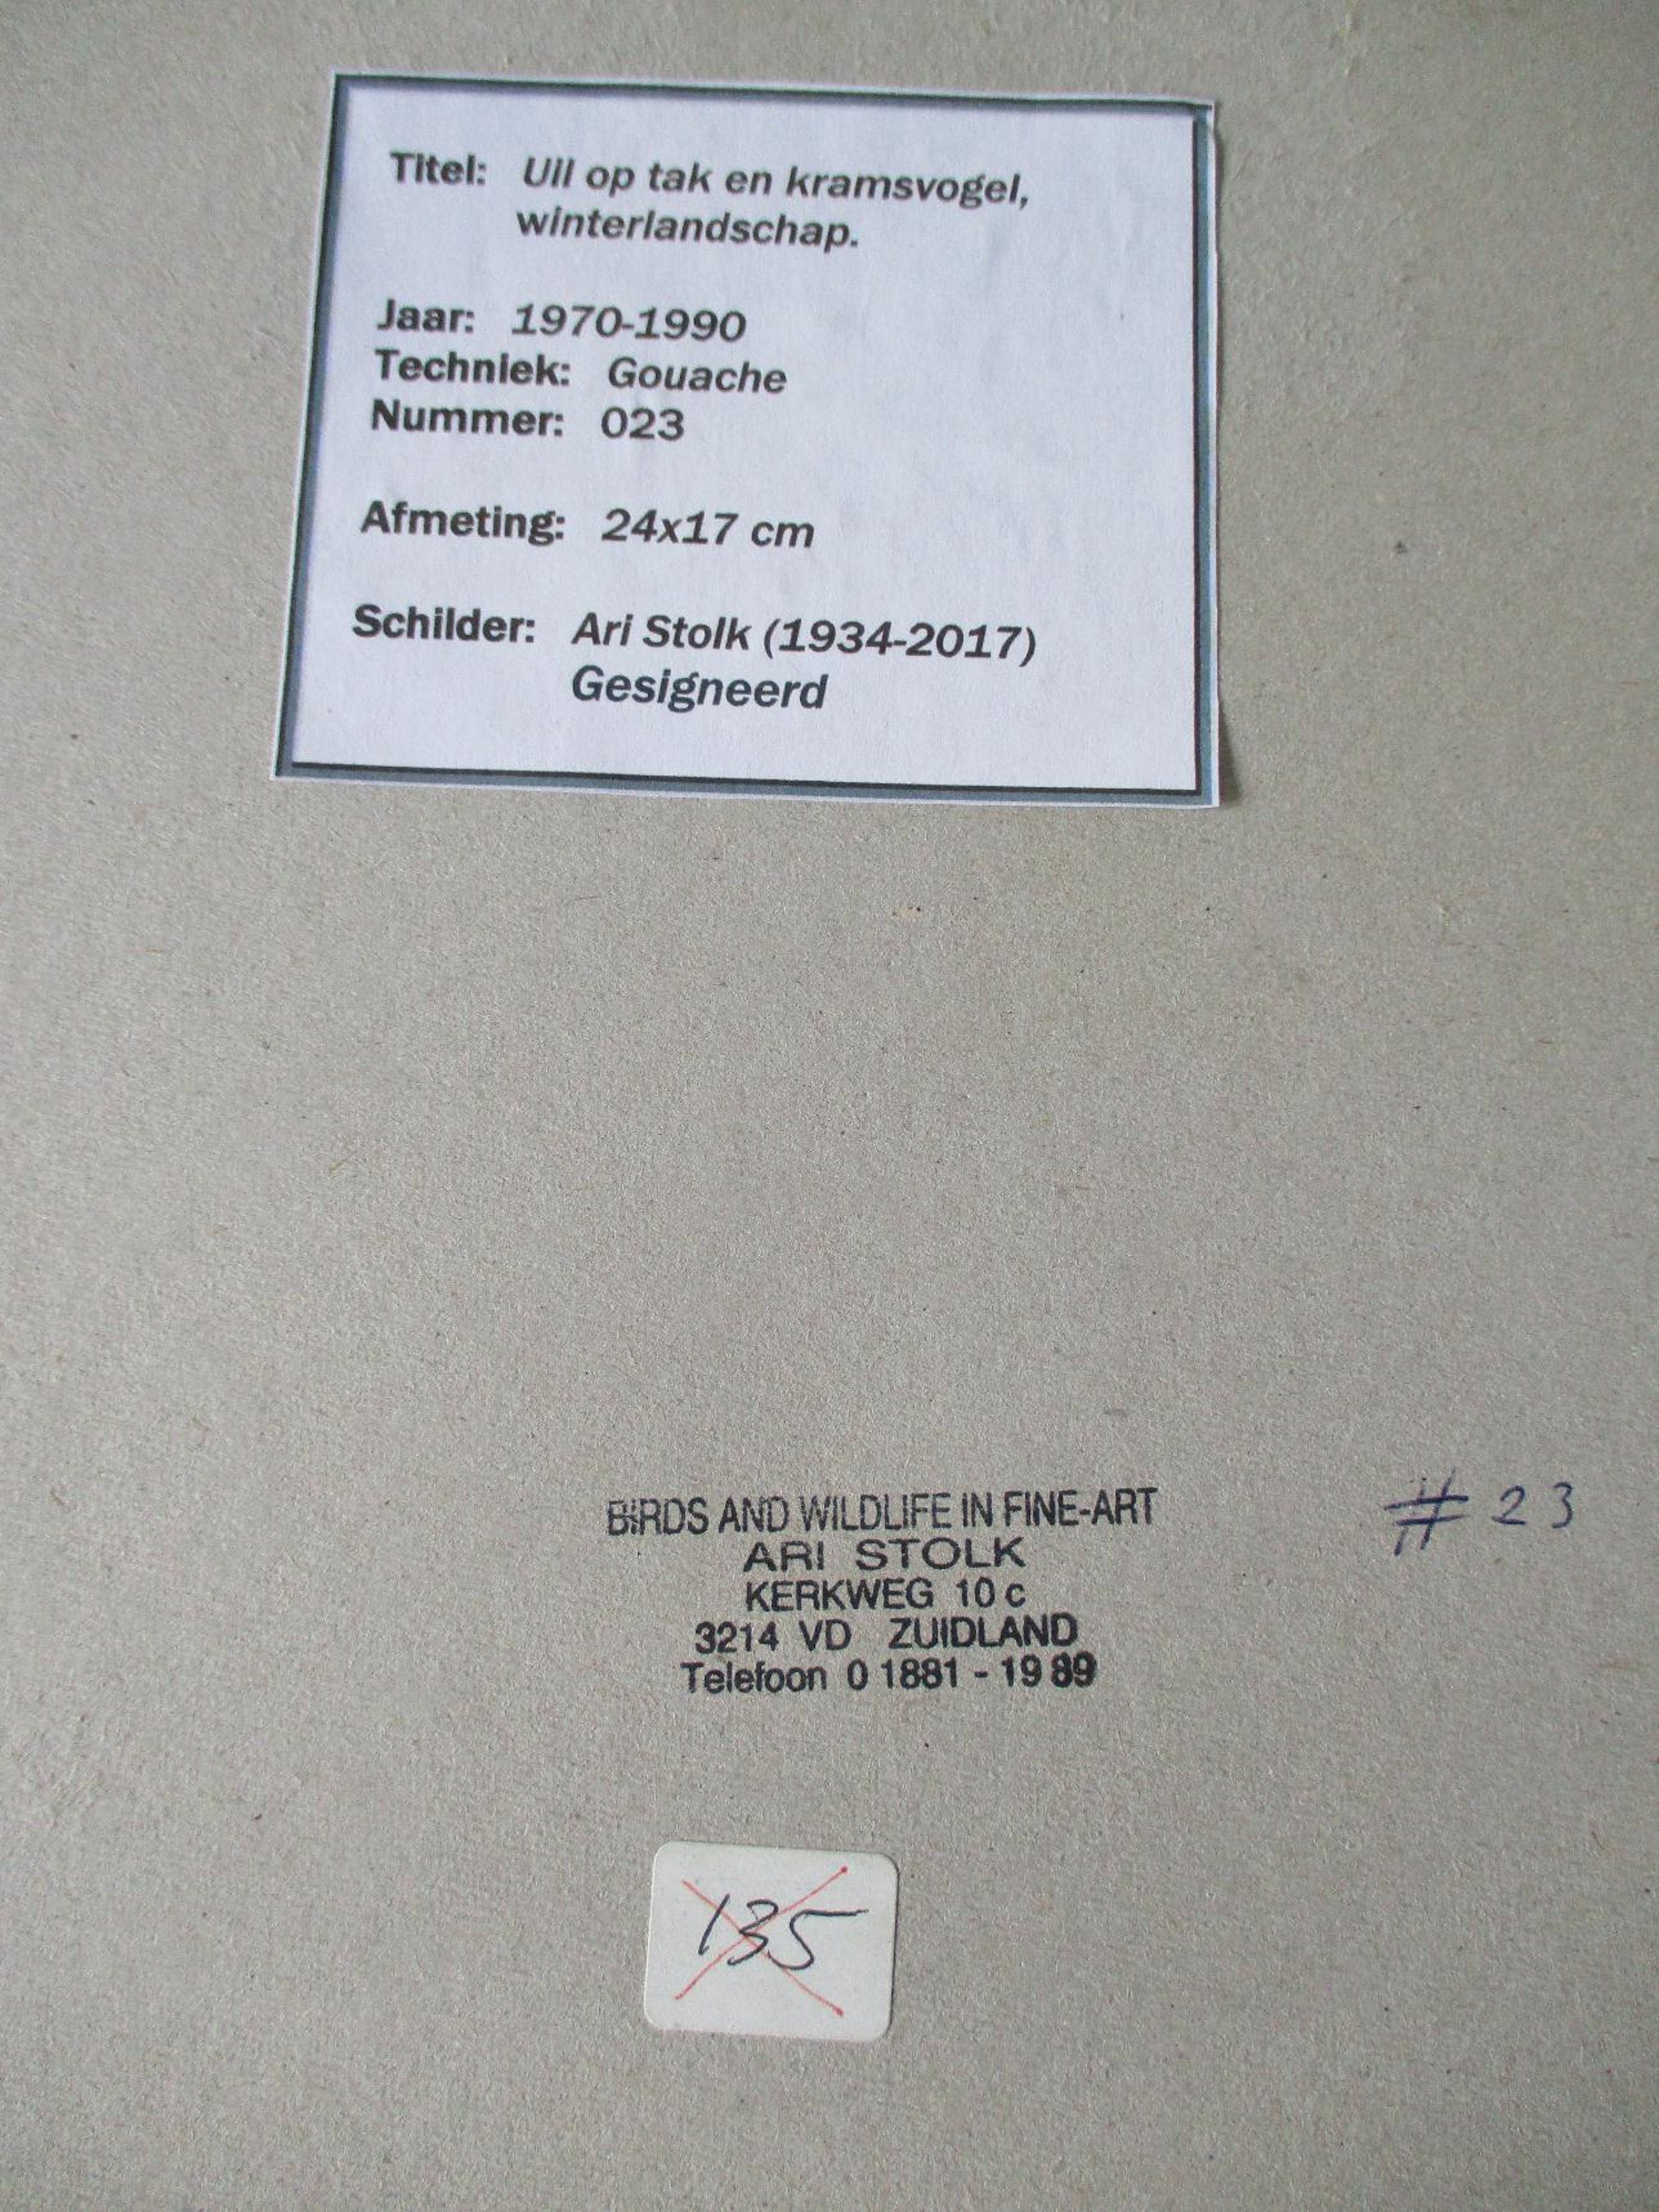 Titel: Uil op tak en kramsvogel,
winterlandschap.
Jaar: 1970-1990
Techniek: Gouache
Nummer: 023
Afmeting: 24x17 cm
Schilder: Ari Stolk (1934-2017)
Gesigneerd
BIRDS AND WILDLIFE IN FINE-ART
ARI STOLK
KERKWEG 10 c
3214 VD ZUIDLAND
Telefoon 0 1881 - 19 89
# 23
135